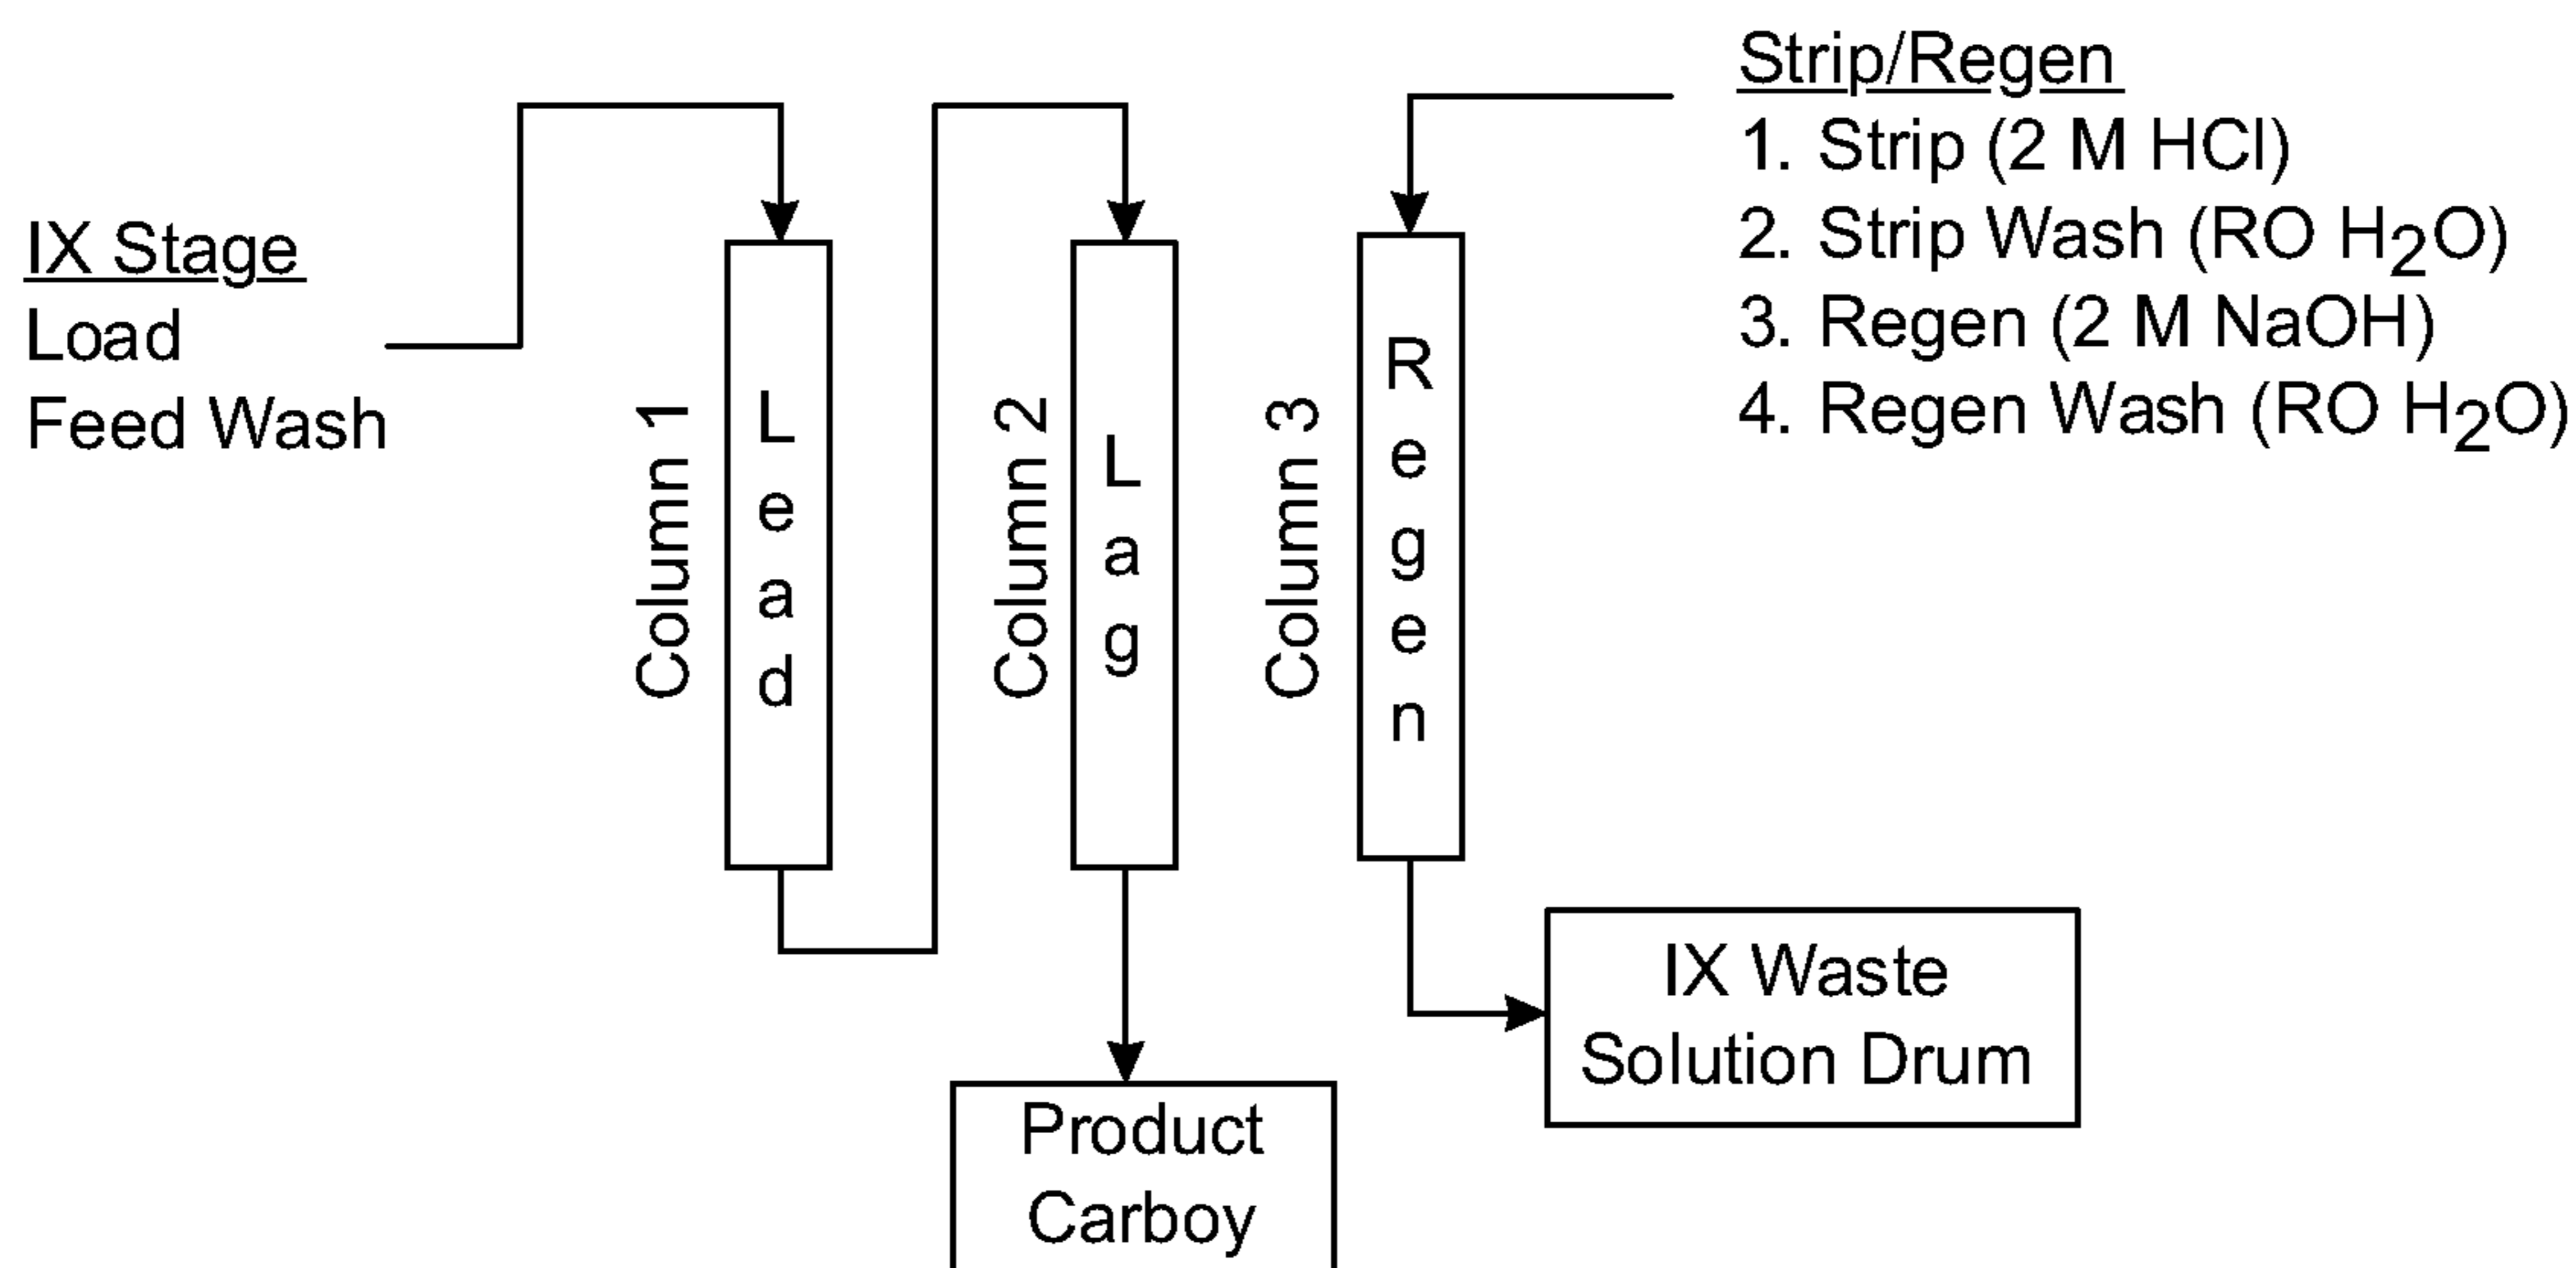 IX Stage
Load
Feed Wash
Column 1
Lead
Column 2
Lag
Column 3
Regen
Strip/Regen
1. Strip (2 M HCl)
2. Strip Wash (RO H₂O)
3. Regen (2 M NaOH)
4. Regen Wash (RO H₂O)
Product
Carboy
IX Waste
Solution Drum